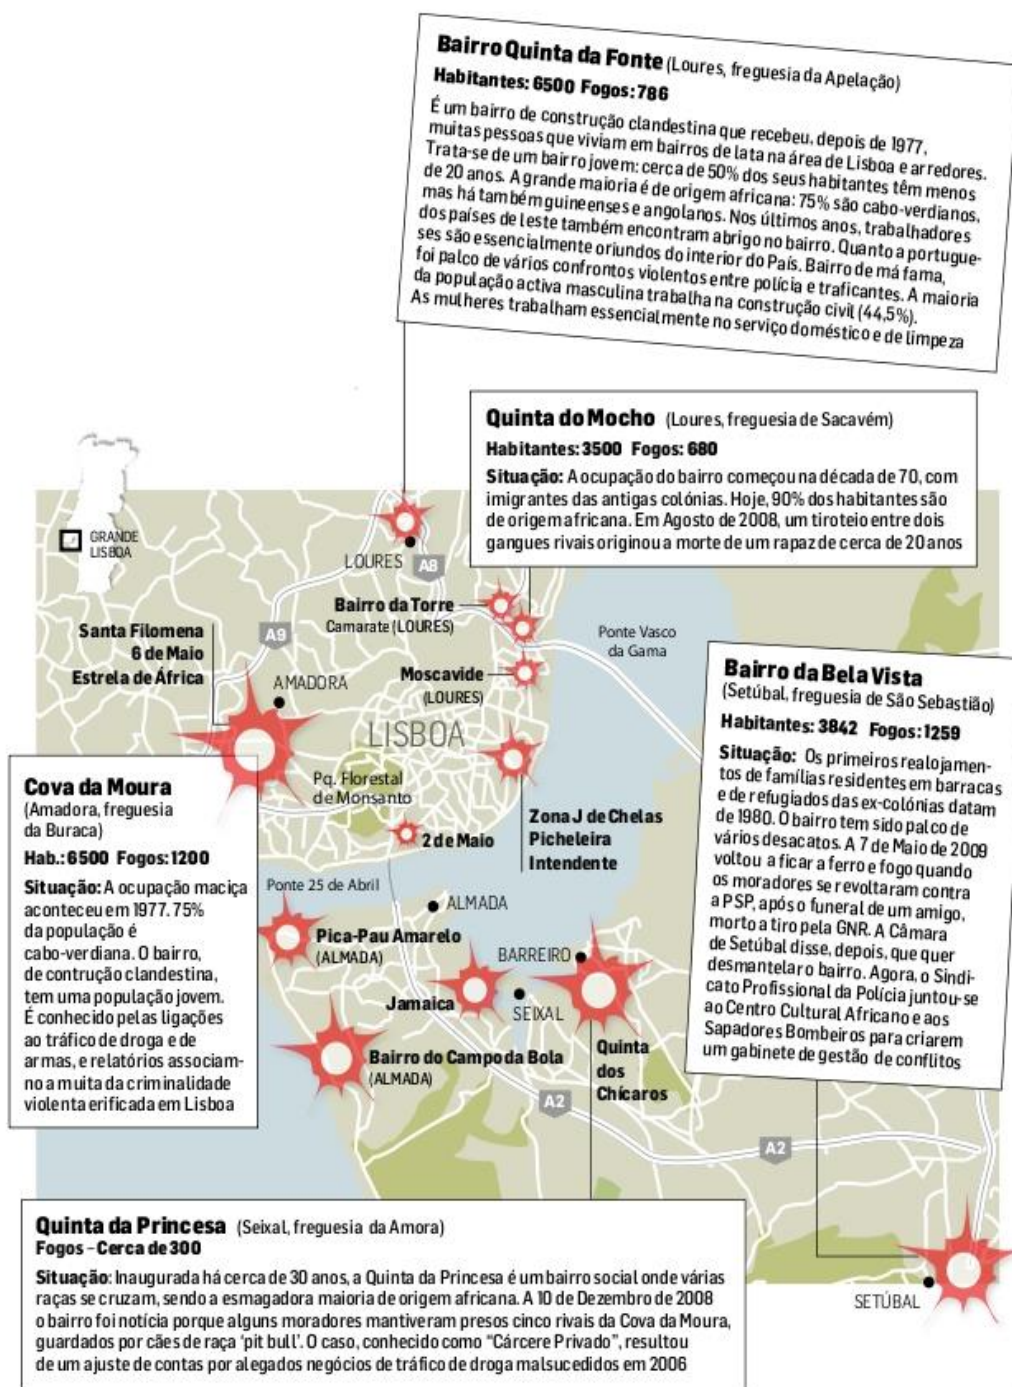 Bairro Quinta da Fonte (Loures, freguesia da Apelação)
Habitantes: 6500 Fogos: 786
É um bairro de construção clandestina que recebeu, depois de 1977,
muitas pessoas que viviam em bairros de lata na área de Lisboa e arredores.
Trata-se de um bairro jovem: cerca de 50% dos seus habitantes têm menos
de 20 anos. A grande maioria é de origem africana: 75% são cabo-verdianos,
mas há também guineenses e angolanos. Nos últimos anos, trabalhadores
dos países de leste também encontram abrigo no bairro. Quanto a portugue-
ses são essencialmente oriundos do interior do País. Bairro de má fama,
foi palco de vários confrontos violentos entre polícia e traficantes. A maioria
da população activa masculina trabalha na construção civil (44,5%).
As mulheres trabalham essencialmente no serviço doméstico e de limpeza
Quinta do Mocho (Loures, freguesia de Sacavém)
Habitantes: 3500 Fogos: 680
Situação: A ocupação do bairro começou na década de 70, com
imigrantes das antigas colónias. Hoje, 90% dos habitantes são
de origem africana. Em Agosto de 2008, um tiroteio entre dois
gangues rivais originou a morte de um rapaz de cerca de 20 anos
GRANDE
LISBOA
LOURES
A8
Bairro da Torre
Camarate (LOURES)
A9
Santa Filomena
6 de Maio
Estrela de África
AMADORA
Moscavide
(LOURES)
Ponte Vasco
da Gama
LISBOA
Pq. Florestal
de Monsanto
2 de Maio
Zona J de Chelas
Picheleira
Intendente
Bairro da Bela Vista
(Setúbal, freguesia de São Sebastião)
Habitantes: 3842 Fogos: 1259
Situação: Os primeiros realojamen-
tos de famílias residentes em barracas
e de refugiados das ex-colónias datam
de 1980. O bairro tem sido palco de
vários desacatos. A 7 de Maio de 2009
voltou a ficar a ferro e fogo quando
os moradores se revoltaram contra
a PSP, após o funeral de um amigo,
morto a tiro pela GNR. A Câmara
de Setúbal disse, depois, que quer
desmantelar o bairro. Agora, o Sindi-
cato Profissional da Polícia juntou-se
ao Centro Cultural Africano e aos
Sapadores Bombeiros para criarem
um gabinete de gestão de conflitos
Cova da Moura
(Amadora, freguesia
da Buraca)
Hab.: 6500 Fogos: 1200
Situação: A ocupação maciça
aconteceu em 1977. 75%
da população é
cabo-verdiana. O bairro,
de contrução clandestina,
tem uma população jovem.
É conhecido pelas ligações
ao tráfico de droga e de
armas, e relatórios associam-
no a muita da criminalidade
violenta erificada em Lisboa
Ponte 25 de Abril
ALMADA
Pica-Pau Amarelo
(ALMADA)
BARREIRO
Jamaica
SEIXAL
Bairro do Campo da Bola
(ALMADA)
Quinta
dos
Chícaros
A2
A2
SETÚBAL
Quinta da Princesa (Seixal, freguesia da Amora)
Fogos – Cerca de 300
Situação: Inaugurada há cerca de 30 anos, a Quinta da Princesa é um bairro social onde várias
raças se cruzam, sendo a esmagadora maioria de origem africana. A 10 de Dezembro de 2008
o bairro foi notícia porque alguns moradores mantiveram presos cinco rivais da Cova da Moura,
guardados por cães de raça 'pit bull'. O caso, conhecido como "Cárcere Privado", resultou
de um ajuste de contas por alegados negócios de tráfico de droga malsucedidos em 2006